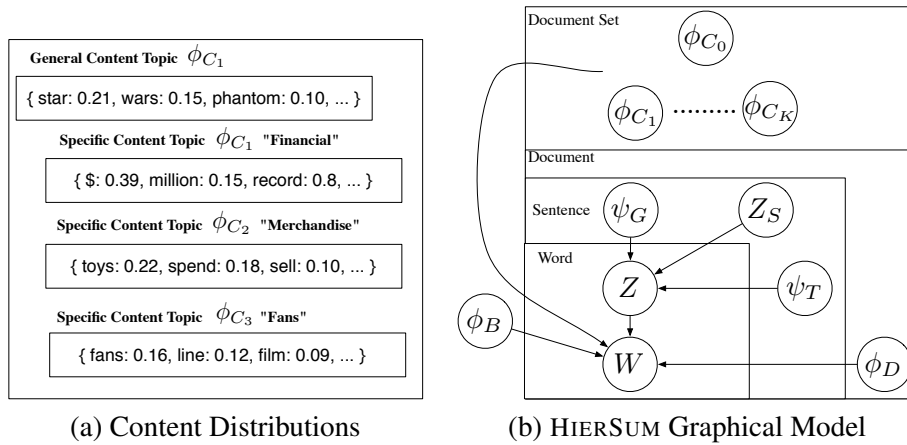 General Content Topic ϕ_{C_1}
{ star: 0.21, wars: 0.15, phantom: 0.10, ... }
Specific Content Topic ϕ_{C_1} "Financial"
{ $: 0.39, million: 0.15, record: 0.8, ... }
Specific Content Topic ϕ_{C_2} "Merchandise"
{ toys: 0.22, spend: 0.18, sell: 0.10, ... }
Specific Content Topic ϕ_{C_3} "Fans"
{ fans: 0.16, line: 0.12, film: 0.09, ... }
(a) Content Distributions
Document Set
ϕ_{C_0}
ϕ_{C_1} ......... ϕ_{C_K}
Document
Sentence ψ_G Z_S
Word
Z ψ_T
ϕ_B
W ϕ_D
(b) HIERSUM Graphical Model